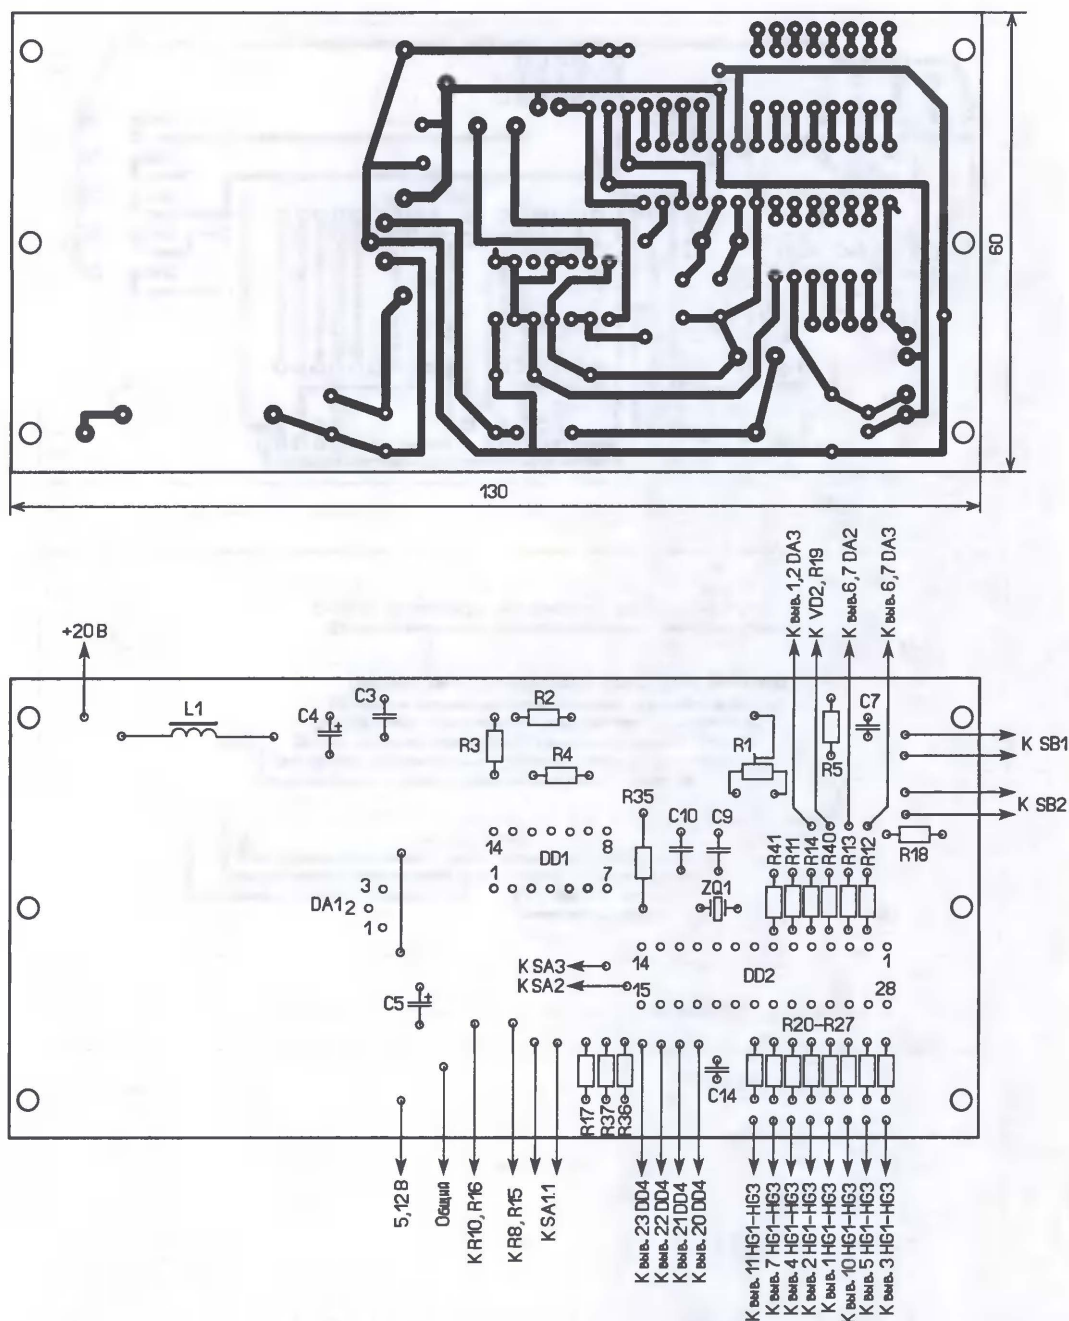 60
130
+20 В
К выв. 1,2 DA3
К VD2, R19
К выв. 6,7 DA2
К выв. 6,7 DA3
L1
C4
+
C3
R3
R2
R4
R1
R5
C7
К SB1
К SB2
R35
C10
C9
R41
R11
R14
R40
R13
R12
R18
14
8
DD1
1
7
ZQ1
3
DA1 2
1
К SA3
К SA2
14
1
DD2
15
28
C5
+
R20–R27
R17
R37
R36
C14
5,12 В
Общий
К R10, R16
К R8, R15
К SA1.1
К выв. 23 DD4
К выв. 22 DD4
К выв. 21 DD4
К выв. 20 DD4
К выв. 11 HG1–HG3
К выв. 7 HG1–HG3
К выв. 4 HG1–HG3
К выв. 2 HG1–HG3
К выв. 1 HG1–HG3
К выв. 10 HG1–HG3
К выв. 5 HG1–HG3
К выв. 3 HG1–HG3